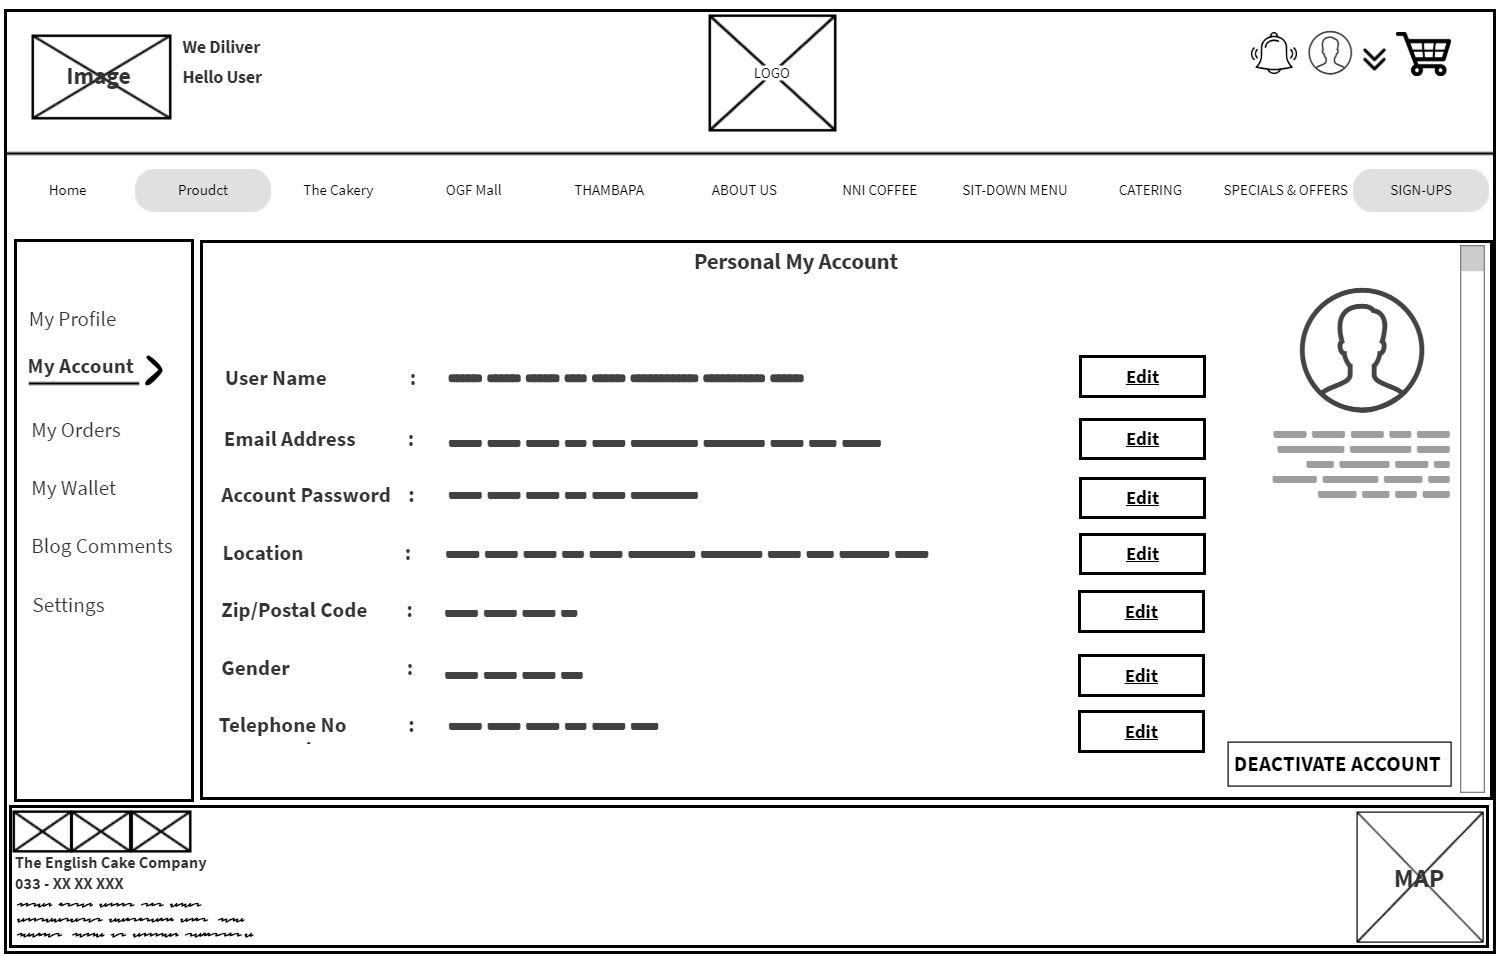 We Diliver
Image
Hello User
LOGO
Home Proudct The Cakery OGF Mall THAMBAPA ABOUT US NNI COFFEE SIT-DOWN MENU CATERING SPECIALS & OFFERS SIGN-UPS
Personal My Account
My Profile
My Account
My Orders
My Wallet
Blog Comments
Settings
User Name : Edit
Email Address : Edit
Account Password : Edit
Location : Edit
Zip/Postal Code : Edit
Gender : Edit
Telephone No : Edit
DEACTIVATE ACCOUNT
The English Cake Company
033 - XX XX XXX
MAP